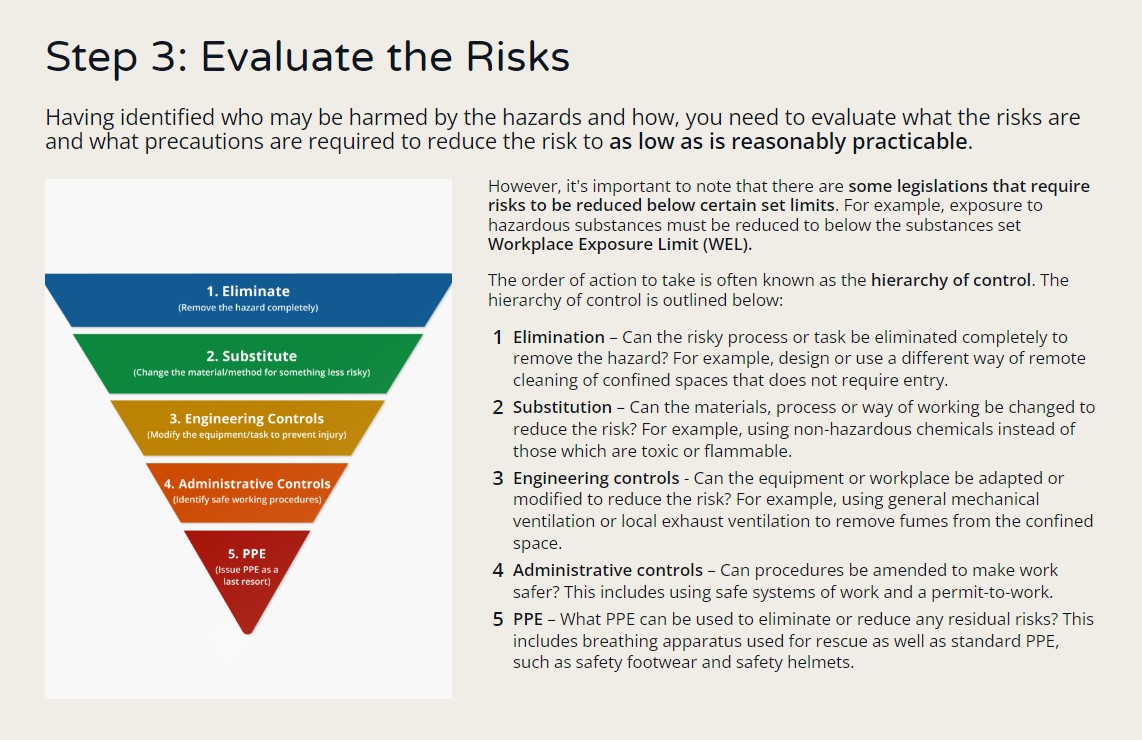 Step 3: Evaluate the Risks
Having identified who may be harmed by the hazards and how, you need to evaluate what the risks are
and what precautions are required to reduce the risk to as low as is reasonably practicable.
1. Eliminate
(Remove the hazard completely)
2. Substitute
(Change the material/method for something less risky)
3. Engineering Controls
(Modify the equipment/task to prevent injury)
4. Administrative Controls
(Identify safe working procedures)
5. PPE
(Issue PPE as a
last resort)
However, it's important to note that there are some legislations that require
risks to be reduced below certain set limits. For example, exposure to
hazardous substances must be reduced to below the substances set
Workplace Exposure Limit (WEL).
The order of action to take is often known as the hierarchy of control. The
hierarchy of control is outlined below:
1 Elimination – Can the risky process or task be eliminated completely to
remove the hazard? For example, design or use a different way of remote
cleaning of confined spaces that does not require entry.
2 Substitution – Can the materials, process or way of working be changed to
reduce the risk? For example, using non-hazardous chemicals instead of
those which are toxic or flammable.
3 Engineering controls - Can the equipment or workplace be adapted or
modified to reduce the risk? For example, using general mechanical
ventilation or local exhaust ventilation to remove fumes from the confined
space.
4 Administrative controls – Can procedures be amended to make work
safer? This includes using safe systems of work and a permit-to-work.
5 PPE – What PPE can be used to eliminate or reduce any residual risks? This
includes breathing apparatus used for rescue as well as standard PPE,
such as safety footwear and safety helmets.